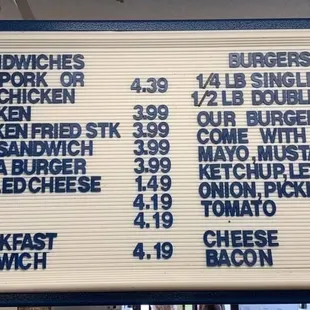 NDWICHES
PORK OR
CHICKEN 4.39
KEN 3.99
KEN FRIED STK 3.99
SANDWICH 3.99
A BURGER 3.99
LED CHEESE 1.49
4.19
4.19
KFAST
WICH 4.19
BURGERS
1/4 LB SINGLE
1/2 LB DOUBL
OUR BURGE
COME WITH
MAYO, MUSTA
KETCHUP, LE
ONION, PICKL
TOMATO
CHEESE
BACON